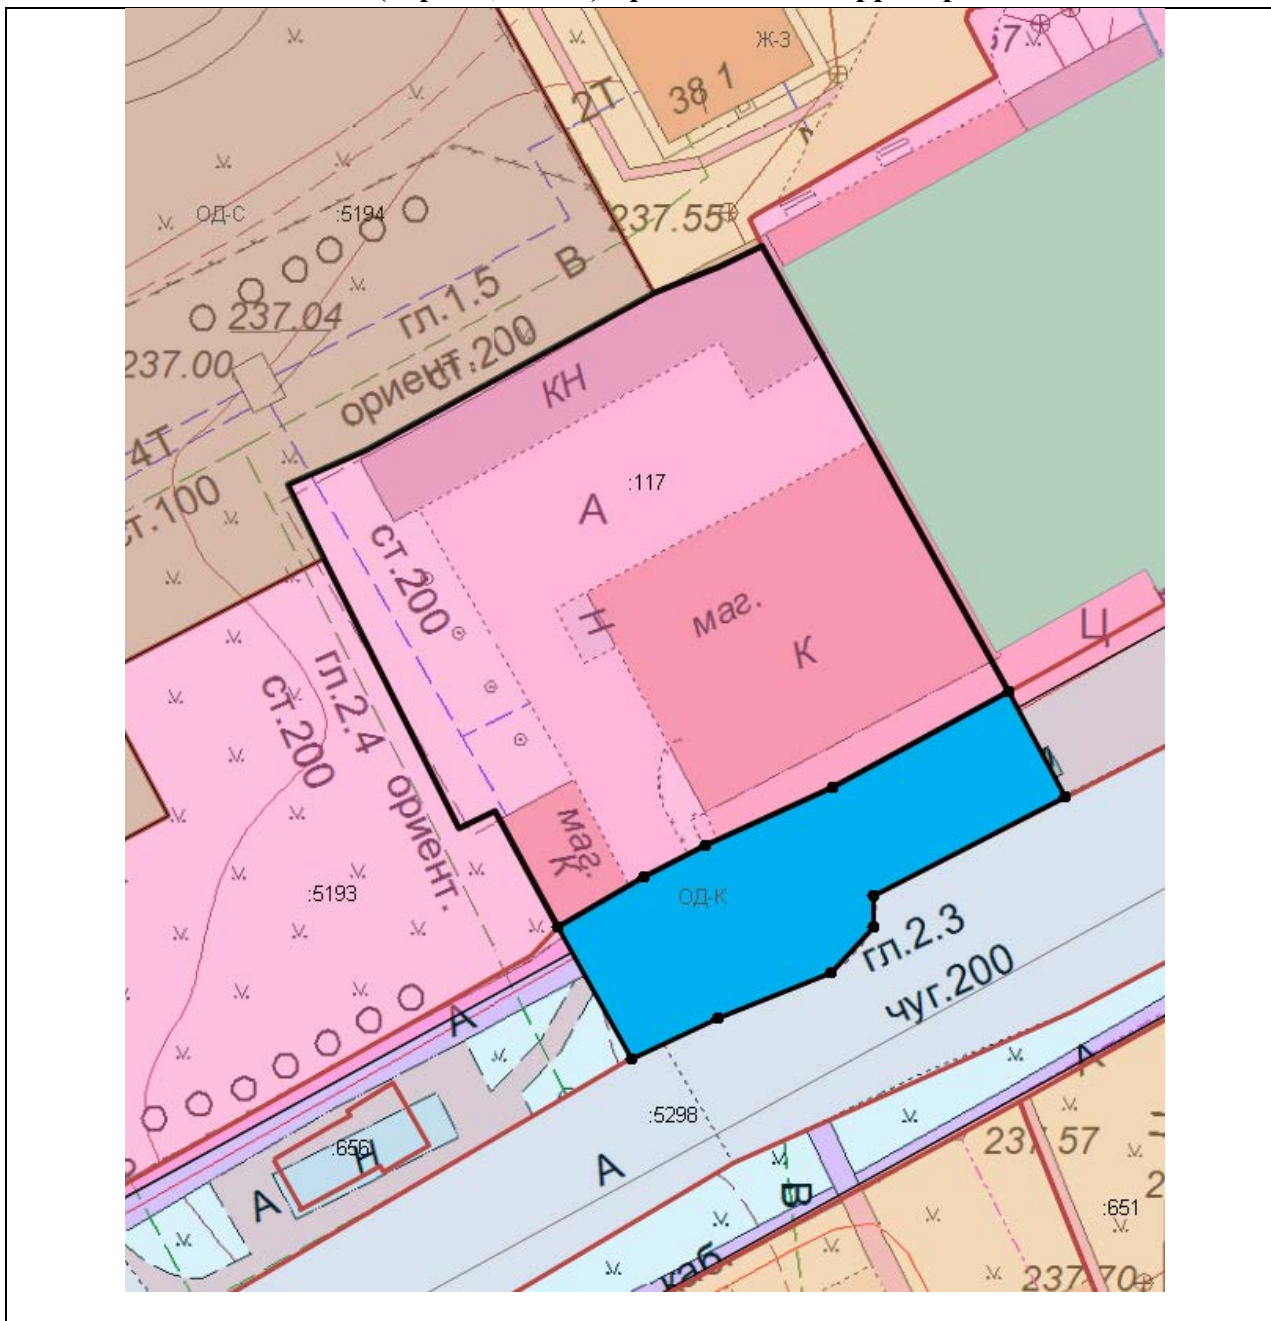 Ж-3
38 1
2Т
ОД-С
:5194
237.55
В
гл.1.5
237.04
ориент.
ст.200
237.00
КН
4Т
:117
ст.100
А
ст.200
маг.
Н
К
Ц
гл.2.4
ст.200
ориент.
маг.
К
:5193
ОД-К
гл.2.3
чуг.200
А
А
:5298
237.57
:656
Н
А
А
В
:651
каб.
237.70